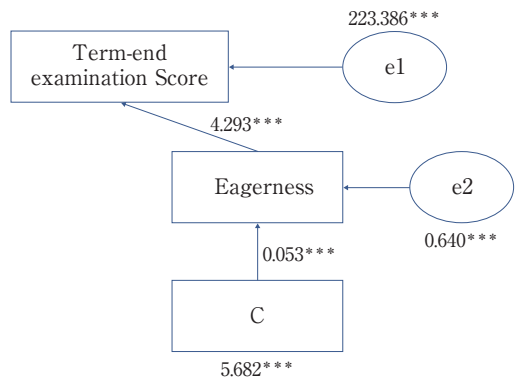 223.386***
Term-end
examination Score
e1
4.293***
Eagerness
e2
0.640***
0.053***
C
5.682***